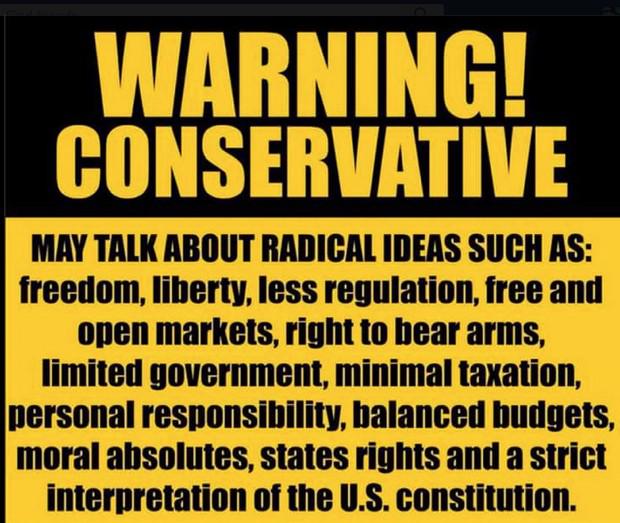 WARNING!
CONSERVATIVE
MAY TALK ABOUT RADICAL IDEAS SUCH AS:
freedom, liberty, less regulation, free and
open markets, right to bear arms,
limited government, minimal taxation,
personal responsibility, balanced budgets,
moral absolutes, states rights and a strict
interpretation of the U.S. constitution.